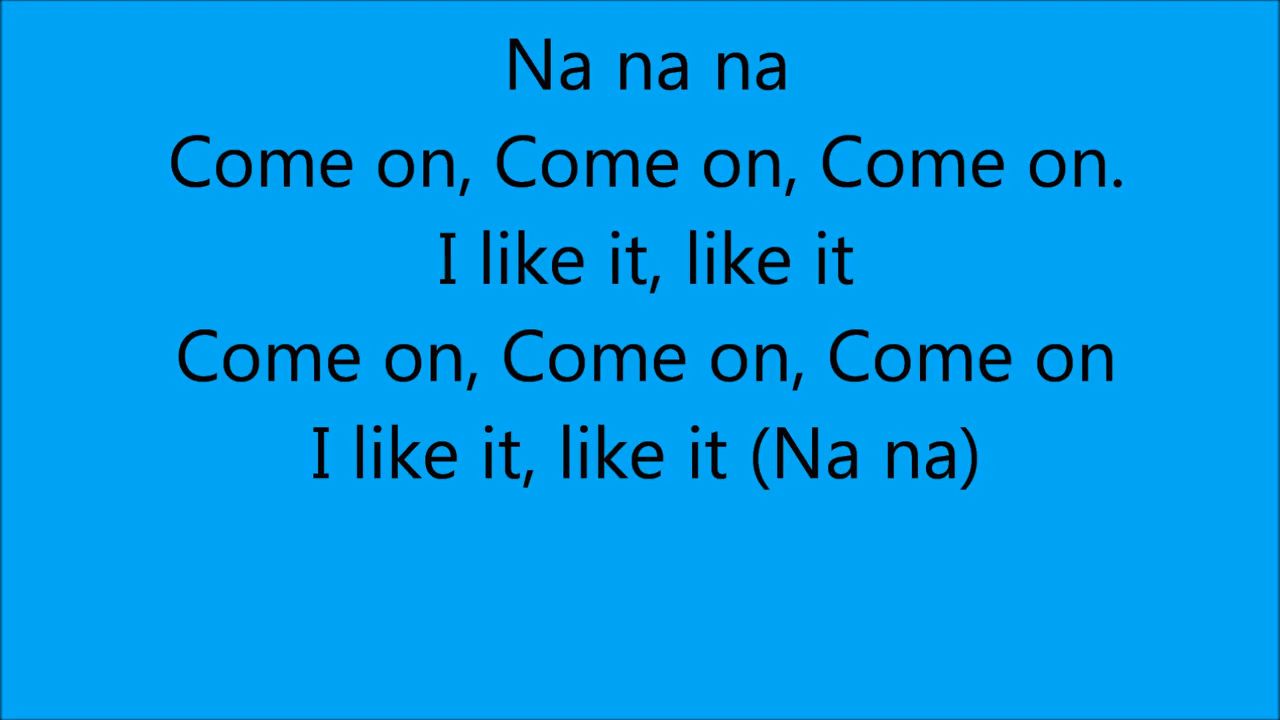 Na na na
Come on, Come on, Come on.
I like it, like it
Come on, Come on, Come on
I like it, like it (Na na)